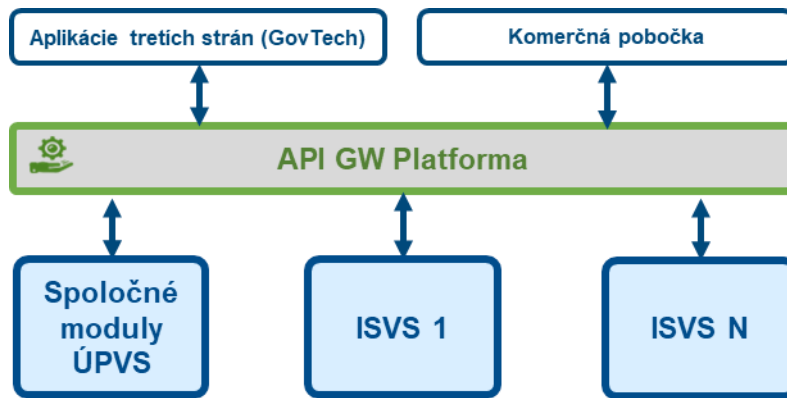 Aplikácie tretích strán (GovTech)
Komerčná pobočka
API GW Platforma
Spoločné
moduly
ÚPVS
ISVS 1
ISVS N